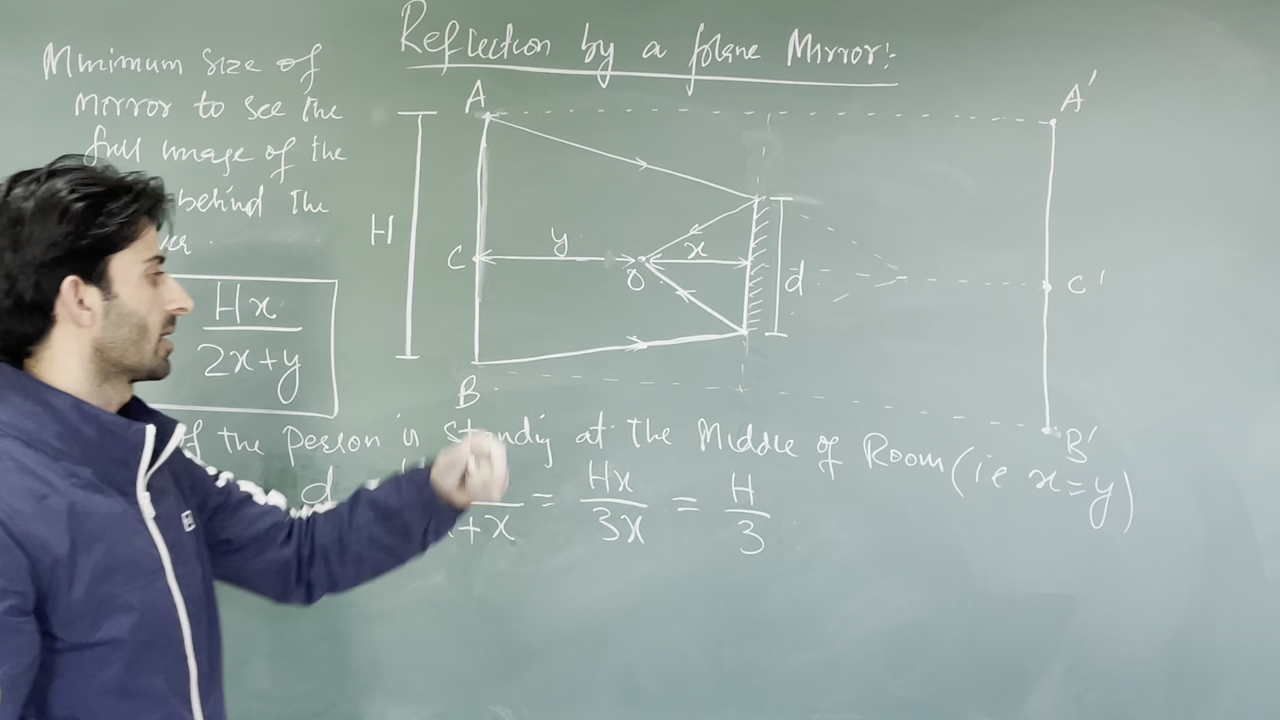 Reflection by a plane Mirror:
Minimum size of
mirror to see the
full image of the
behind the
Hx
2x+y
A
A'
H
y
x
C
O
d
C'
B
B'
If the Person is standing at the Middle of Room (ie x=y)
d
+x
= Hx/3x = H/3